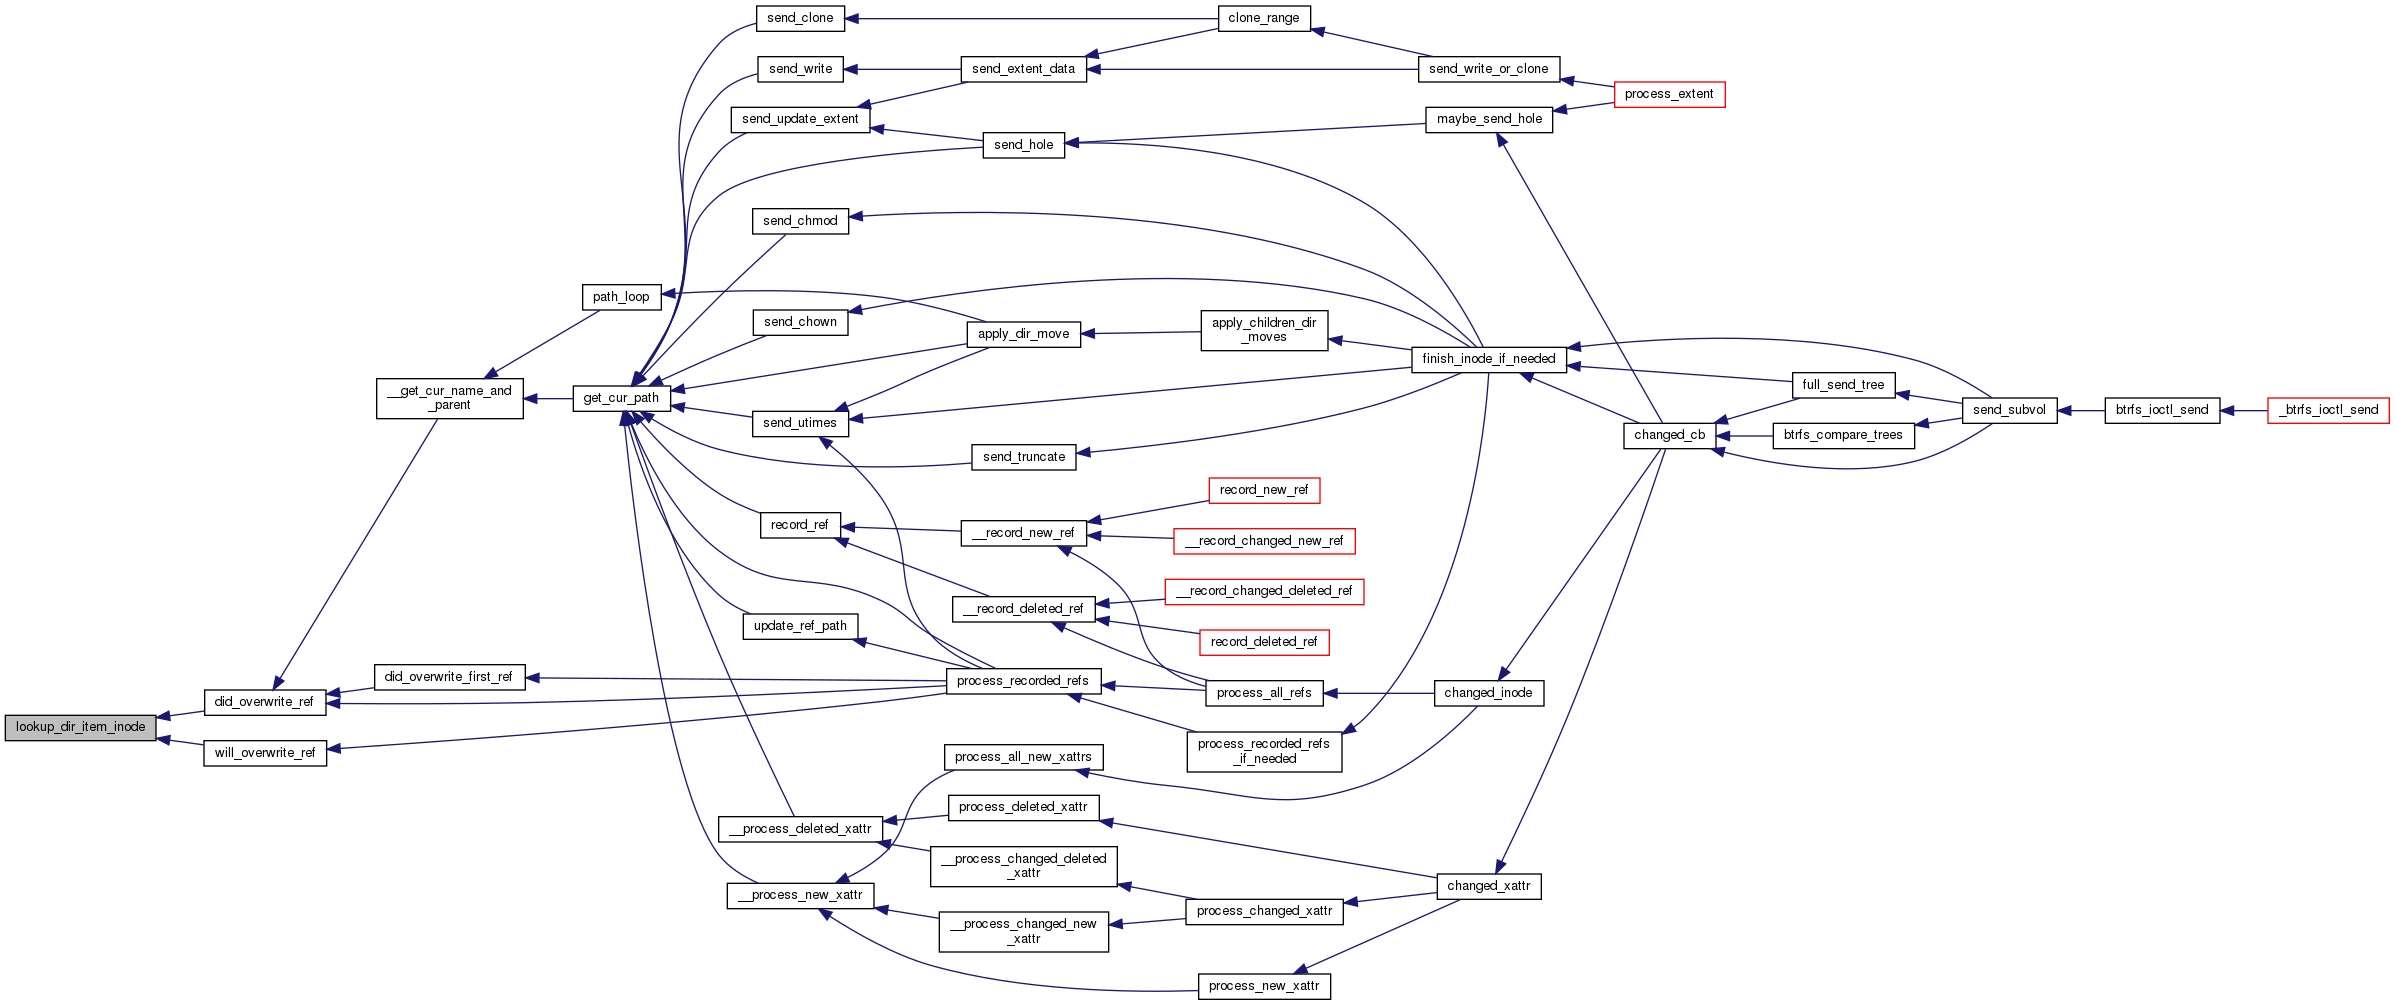 send_clone
clone_range
send_write
send_extent_data
send_write_or_clone
process_extent
send_update_extent
maybe_send_hole
send_hole
send_chmod
path_loop
send_chown
apply_dir_move
apply_children_dir
_moves
finish_inode_if_needed
__get_cur_name_and
_parent
get_cur_path
full_send_tree
send_utimes
send_subvol
btrfs_ioctl_send
_btrfs_ioctl_send
changed_cb
btrfs_compare_trees
send_truncate
record_new_ref
record_ref
__record_new_ref
__record_changed_new_ref
__record_changed_deleted_ref
__record_deleted_ref
update_ref_path
record_deleted_ref
did_overwrite_first_ref
process_recorded_refs
process_all_refs
changed_inode
did_overwrite_ref
lookup_dir_item_inode
will_overwrite_ref
process_recorded_refs
_if_needed
process_all_new_xattrs
process_deleted_xattr
__process_deleted_xattr
__process_changed_deleted
_xattr
changed_xattr
__process_new_xattr
process_changed_xattr
__process_changed_new
_xattr
process_new_xattr